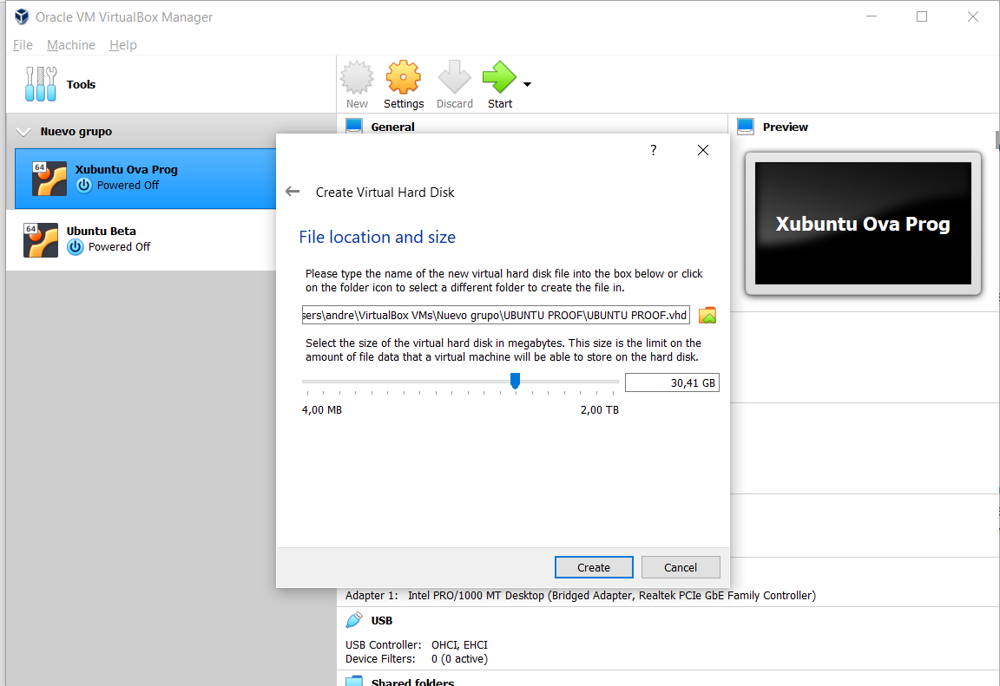 Oracle VM VirtualBox Manager
File Machine Help
Tools
New Settings Discard Start
Nuevo grupo
64
Xubuntu Ova Prog
Powered Off
64
Ubuntu Beta
Powered Off
General
Preview
Xubuntu Ova Prog
?
Create Virtual Hard Disk
File location and size
Please type the name of the new virtual hard disk file into the box below or click
on the folder icon to select a different folder to create the file in.
sers\andre\VirtualBox VMs\Nuevo grupo\UBUNTU PROOF\UBUNTU PROOF.vhd
Select the size of the virtual hard disk in megabytes. This size is the limit on the
amount of file data that a virtual machine will be able to store on the hard disk.
30,41 GB
4,00 MB 2,00 TB
Create Cancel
Adapter 1: Intel PRO/1000 MT Desktop (Bridged Adapter, Realtek PCIe GbE Family Controller)
USB
USB Controller: OHCI, EHCI
Device Filters: 0 (0 active)
Shared folders